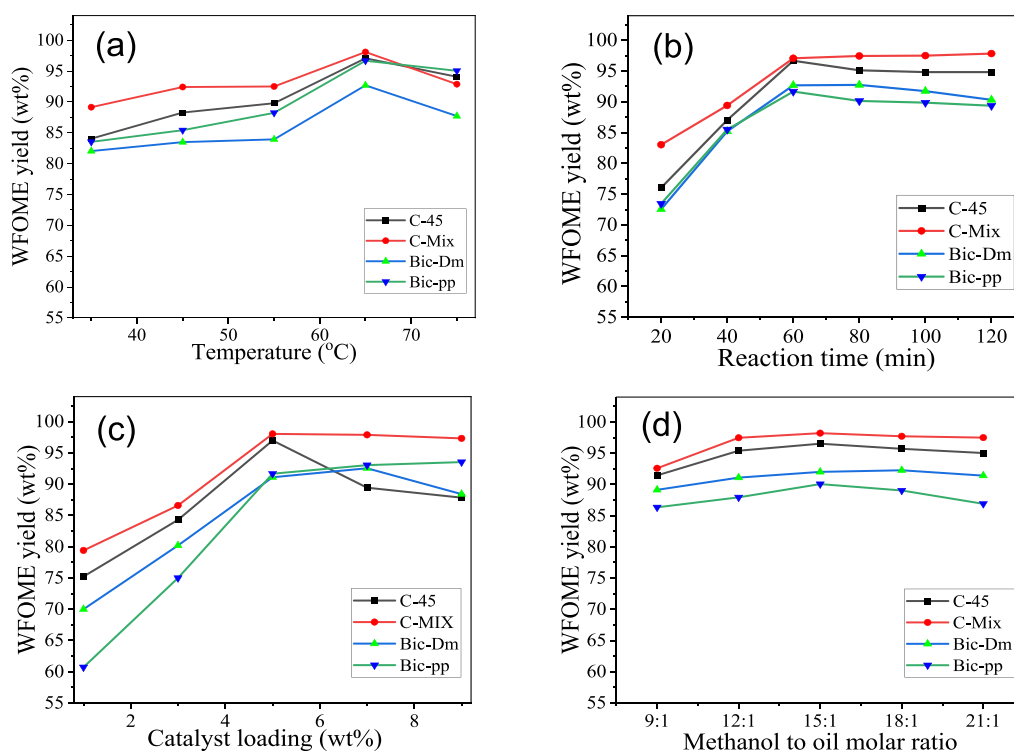 (a)
WFOME yield (wt%)
100
95
90
85
80
75
70
65
60
55
40 50 60 70
Temperature (°C)
C-45
C-Mix
Bic-Dm
Bic-pp
(b)
WFOME yield (wt%)
100
95
90
85
80
75
70
65
60
55
20 40 60 80 100 120
Reaction time (min)
C-45
C-Mix
Bic-Dm
Bic-pp
(c)
WFOME yield (wt%)
100
95
90
85
80
75
70
65
60
55
2 4 6 8
Catalyst loading (wt%)
C-45
C-MIX
Bic-Dm
Bic-pp
(d)
WFOME yield (wt%)
100
95
90
85
80
75
70
65
60
55
9:1 12:1 15:1 18:1 21:1
Methanol to oil molar ratio
C-45
C-Mix
Bic-Dm
Bic-pp